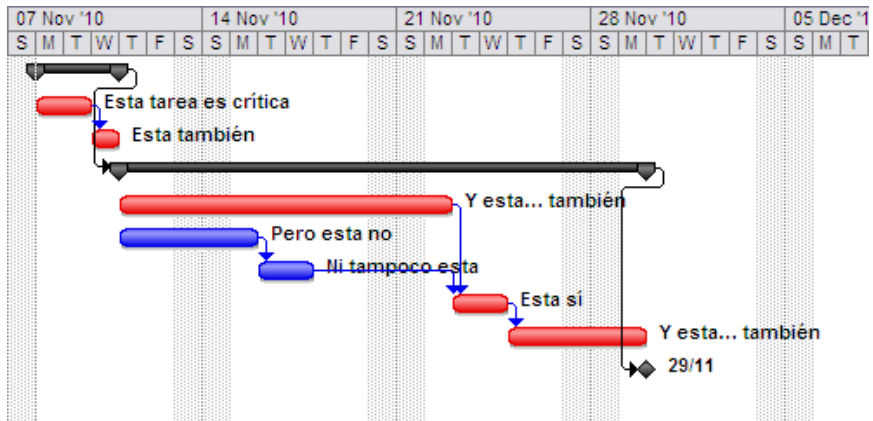 07 Nov '10 14 Nov '10 21 Nov '10 28 Nov '10 05 Dec '1
S M T W T F S S M T W T F S S M T W T F S S M T W T F S S M T
Esta tarea es crítica
Esta también
Y esta... también
Pero esta no
Ni tampoco esta
Esta sí
Y esta... también
29/11